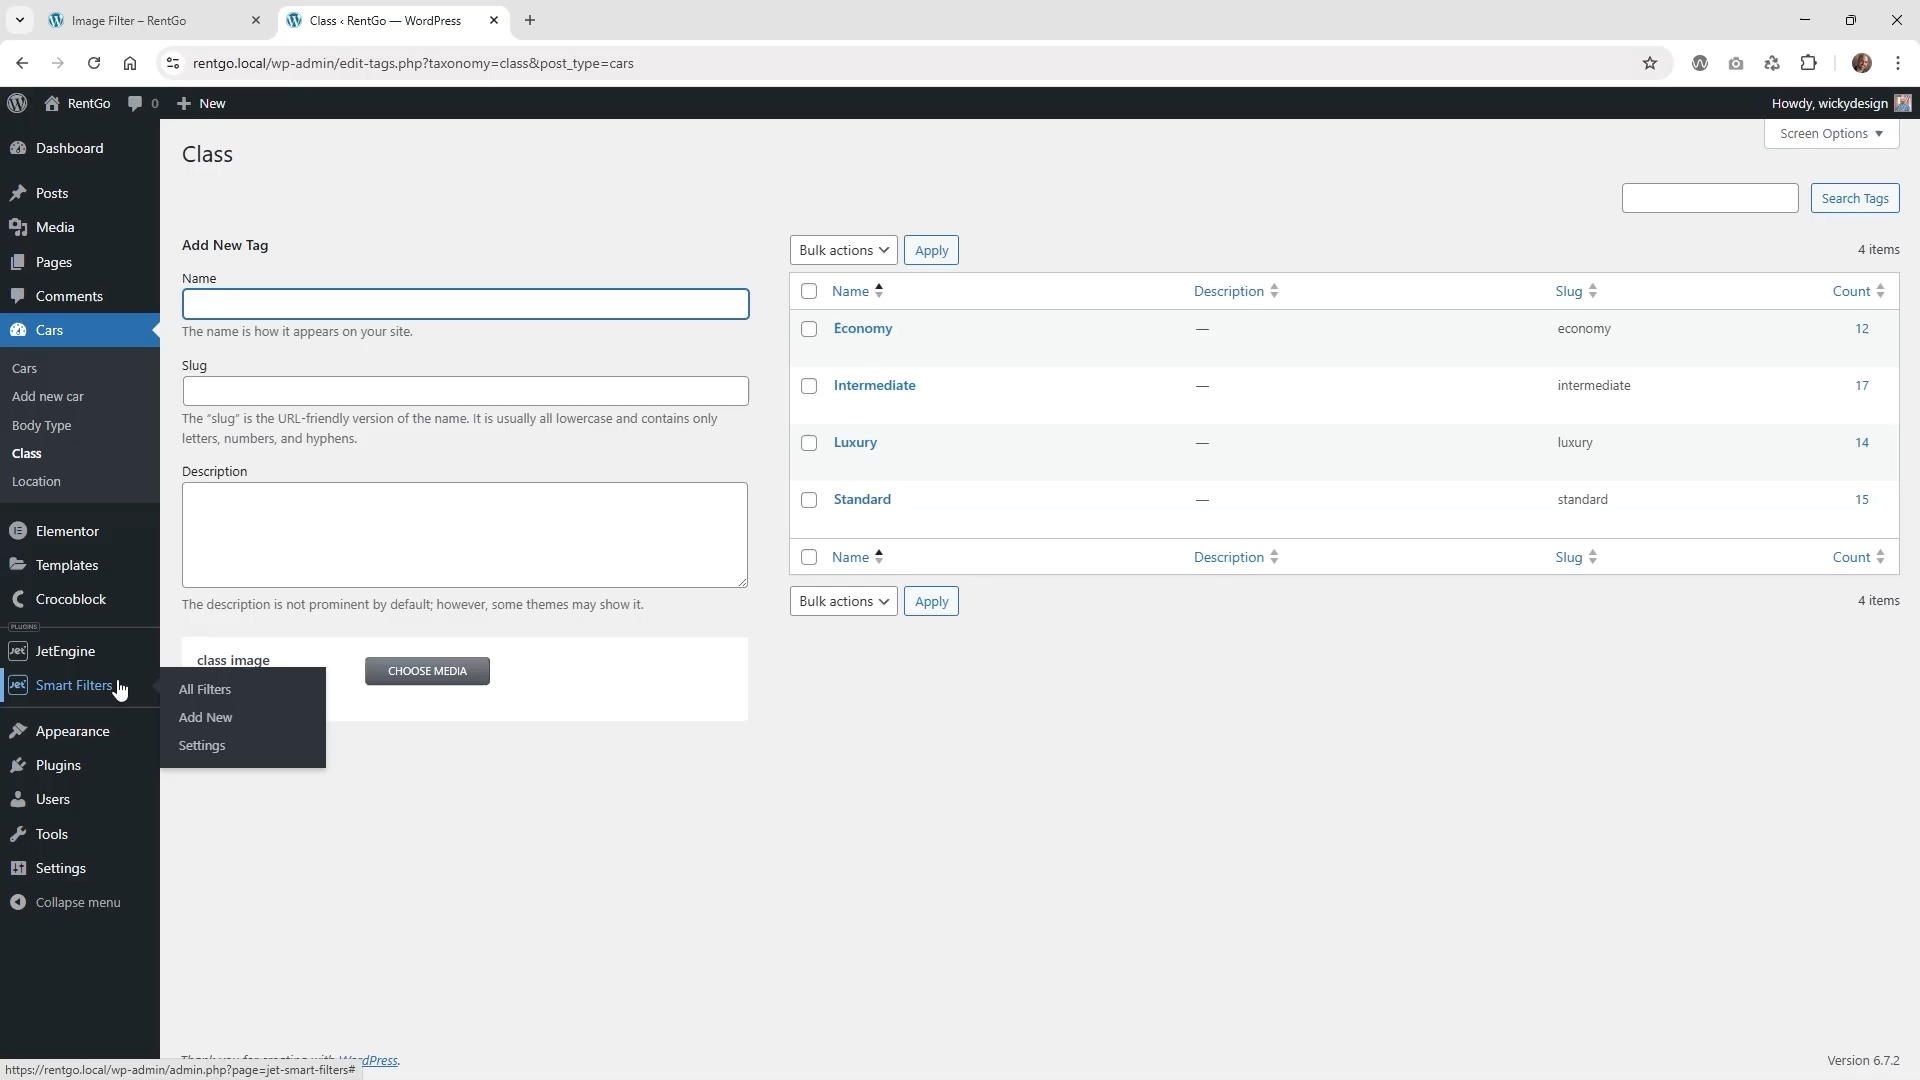 Image Filter – RentGo
Class ‹ RentGo — WordPress
rentgo.local/wp-admin/edit-tags.php?taxonomy=class&post_type=cars
RentGo
0
New
Howdy, wickydesign
Dashboard
Posts
Media
Pages
Comments
Cars
Cars
Add new car
Body Type
Class
Location
Elementor
Templates
Crocoblock
PLUGINS
Jet
JetEngine
Jet
Smart Filters
All Filters
Add New
Settings
Appearance
Plugins
Users
Tools
Settings
Collapse menu
Screen Options
Class
Search Tags
Add New Tag
Name
The name is how it appears on your site.
Slug
The “slug” is the URL-friendly version of the name. It is usually all lowercase and contains only
letters, numbers, and hyphens.
Description
The description is not prominent by default; however, some themes may show it.
class image
CHOOSE MEDIA
Bulk actions
Apply
4 items
Name Description Slug Count
Economy — economy 12
Intermediate — intermediate 17
Luxury — luxury 14
Standard — standard 15
Name Description Slug Count
Bulk actions
Apply
4 items
WordPress.
Version 6.7.2
https://rentgo.local/wp-admin/admin.php?page=jet-smart-filters#